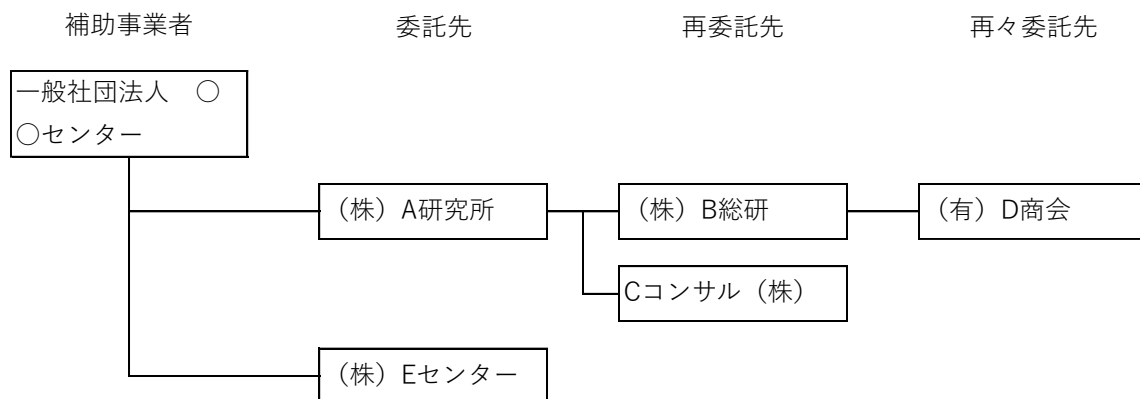 補助事業者　委託先　再委託先　再々委託先
一般社団法人　○
○センター
（株）A研究所　（株）B総研　（有）D商会
Cコンサル（株）
（株）Eセンター